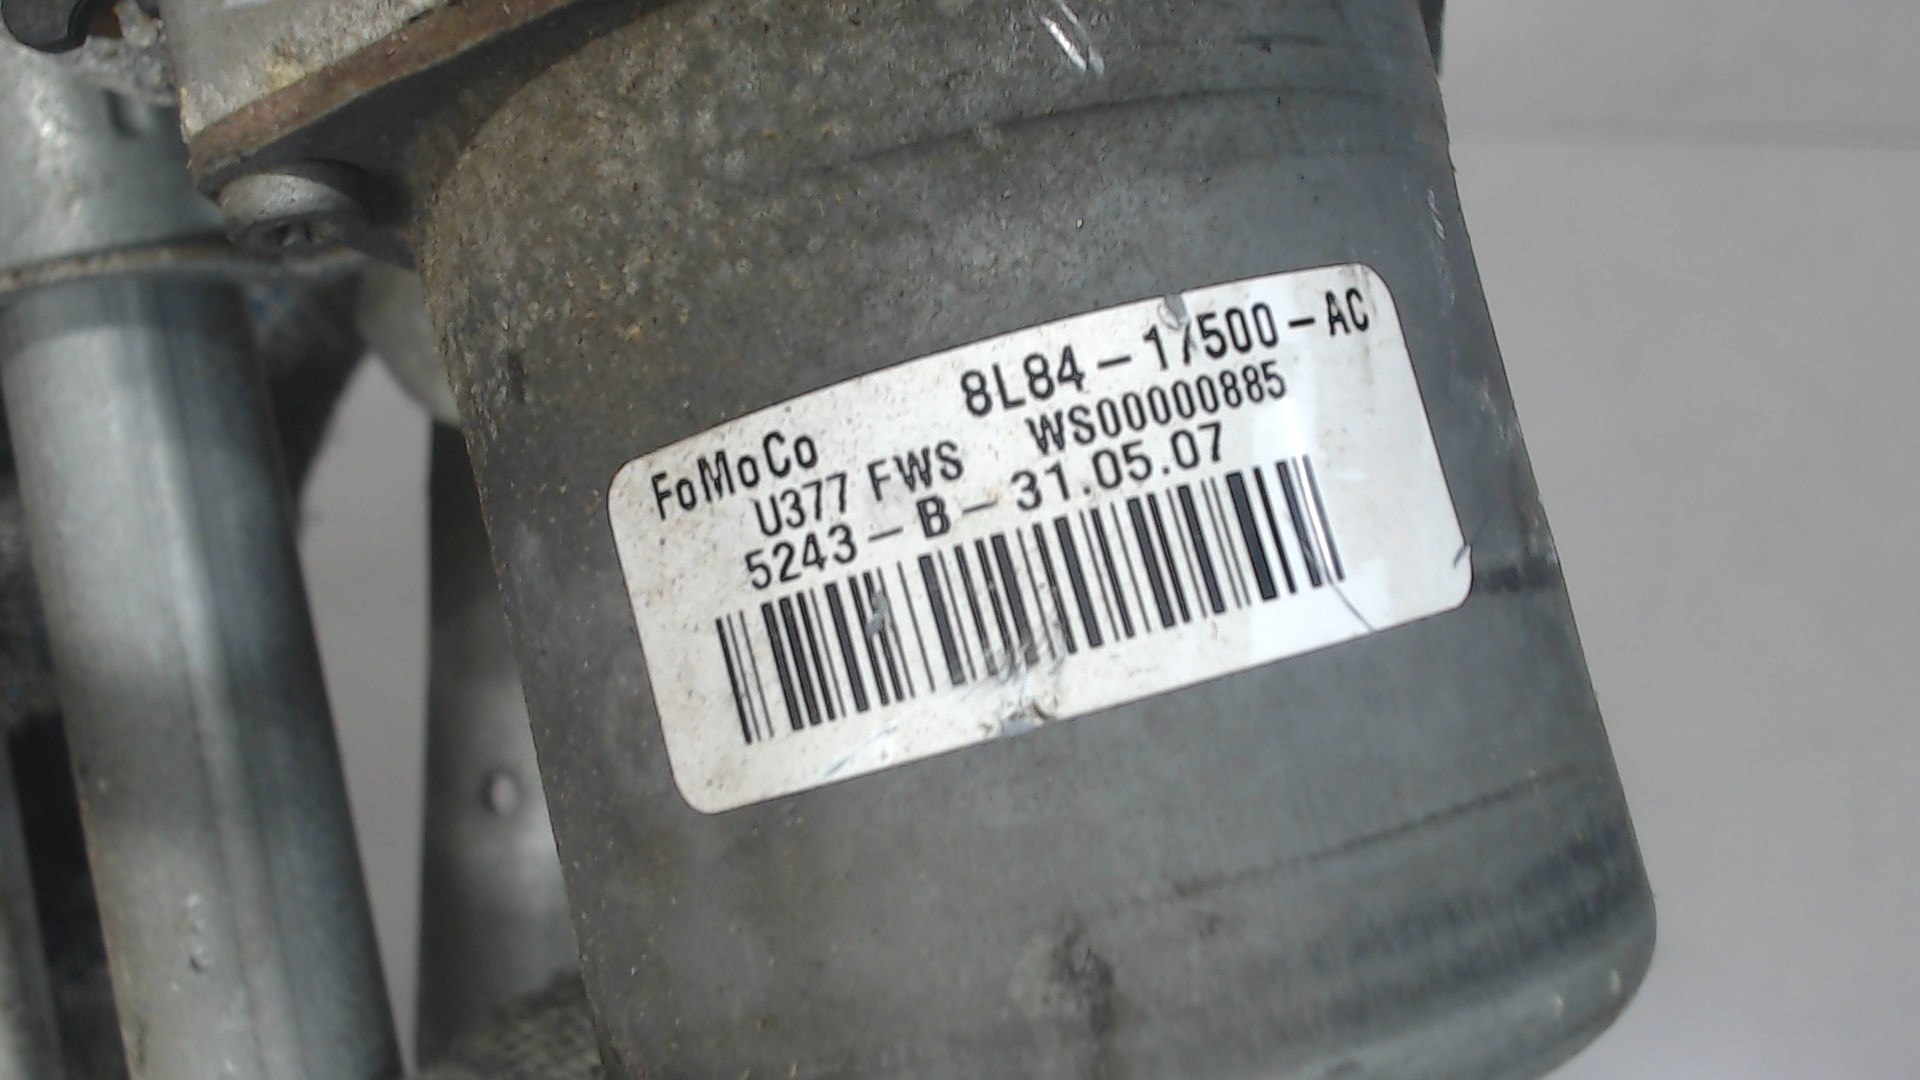 8L84-17500-AC
FoMoCo
U377 FWS WS00000885
5243-B-31.05.07